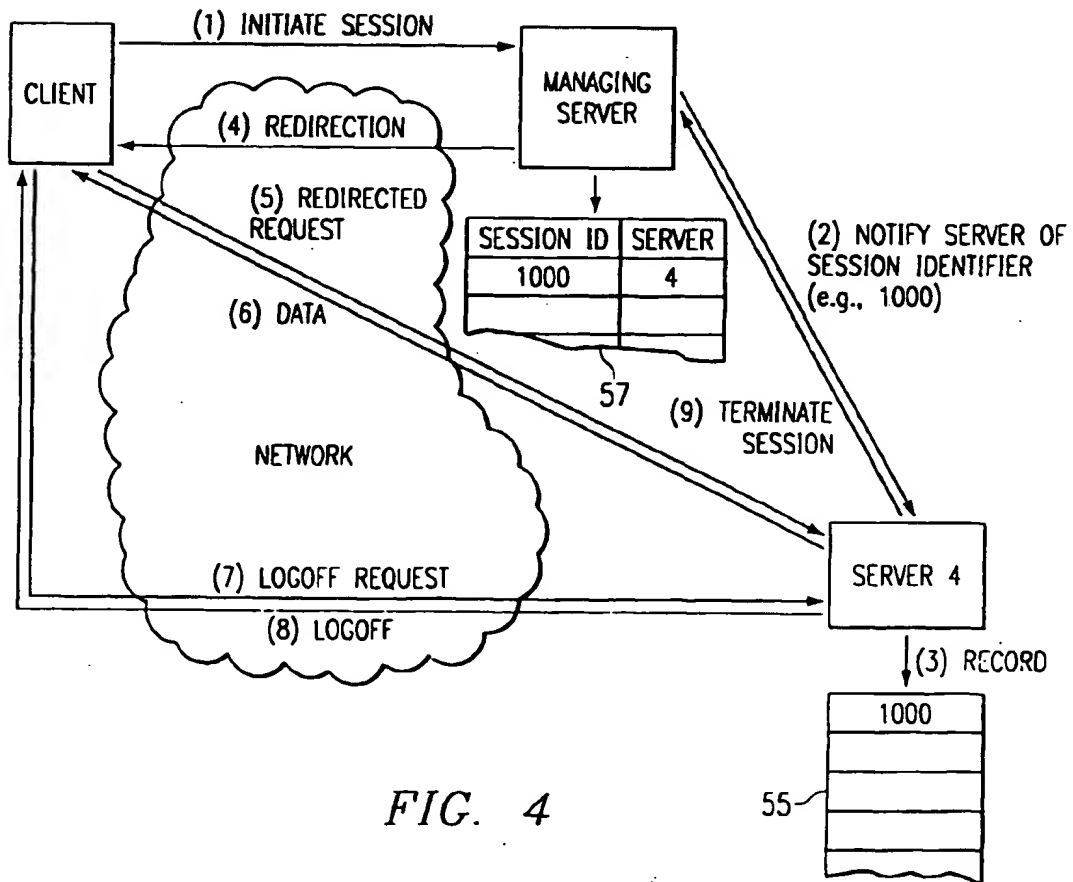 (1) INITIATE SESSION
CLIENT
MANAGING
SERVER
(4) REDIRECTION
(5) REDIRECTED
REQUEST
SESSION ID SERVER
1000 4
(2) NOTIFY SERVER OF
SESSION IDENTIFIER
(e.g., 1000)
(6) DATA
57
(9) TERMINATE
SESSION
NETWORK
(7) LOGOFF REQUEST
SERVER 4
(8) LOGOFF
(3) RECORD
1000
55
FIG. 4